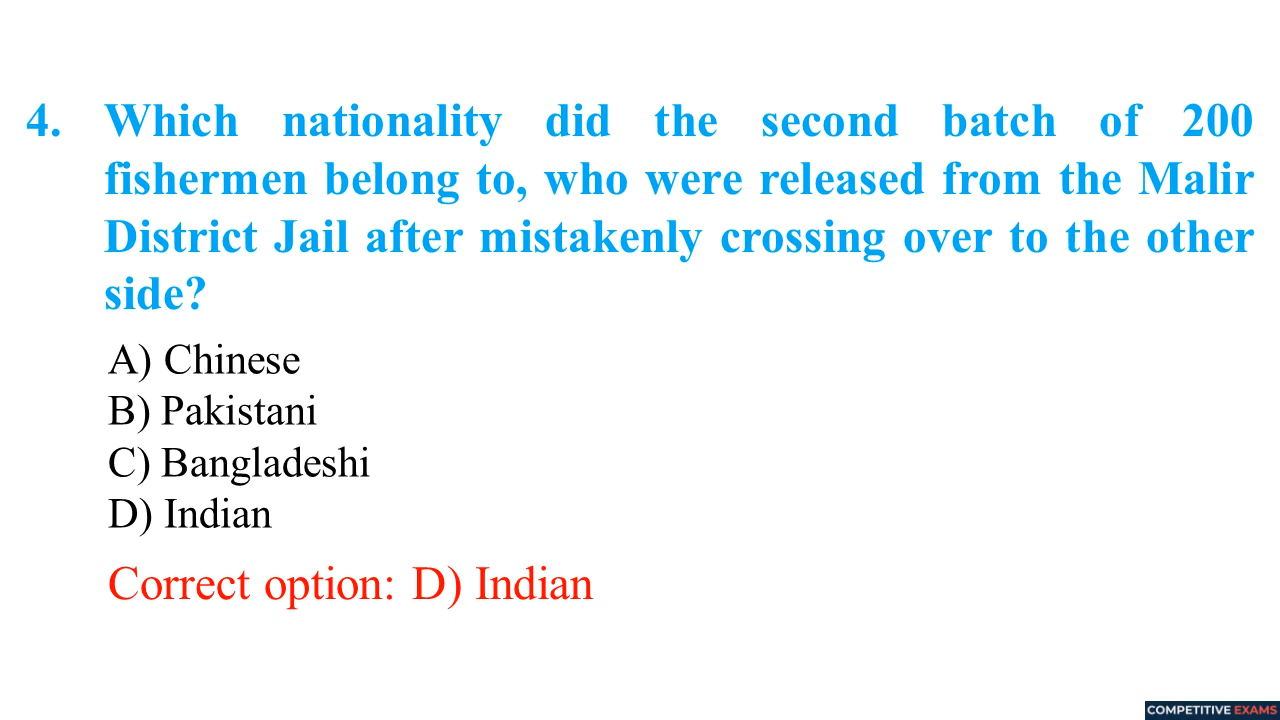 4. Which nationality did the second batch of 200
fishermen belong to, who were released from the Malir
District Jail after mistakenly crossing over to the other
side?
A) Chinese
B) Pakistani
C) Bangladeshi
D) Indian
Correct option: D) Indian
COMPETITIVE EXAMS